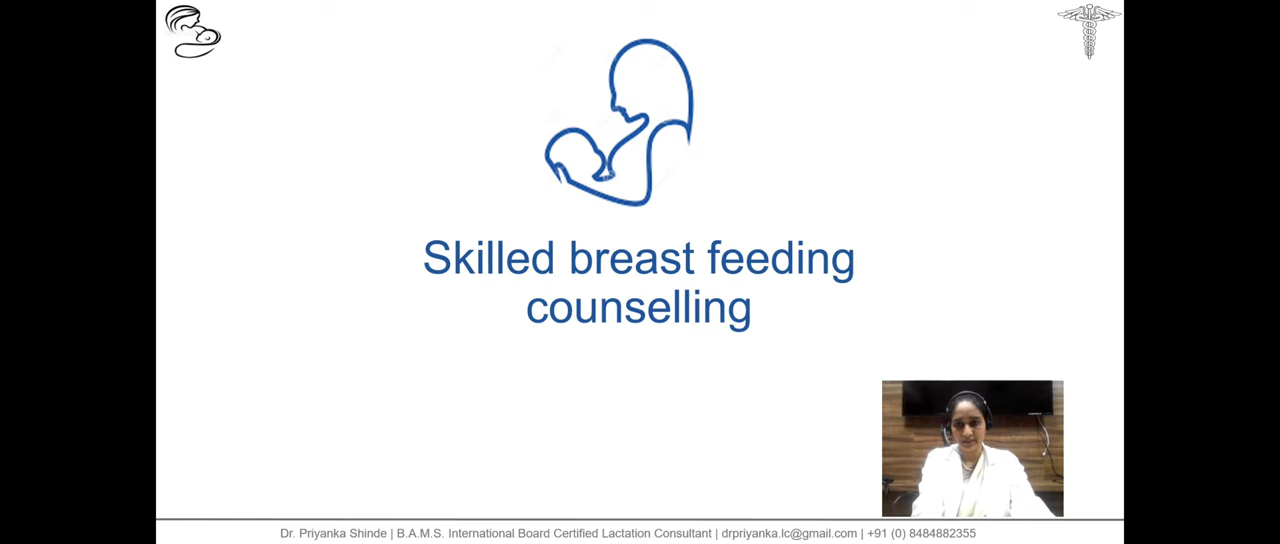 Skilled breast feeding
counselling
Dr. Priyanka Shinde | B.A.M.S. International Board Certified Lactation Consultant | drpriyanka.lc@gmail.com | +91 (0) 8484882355